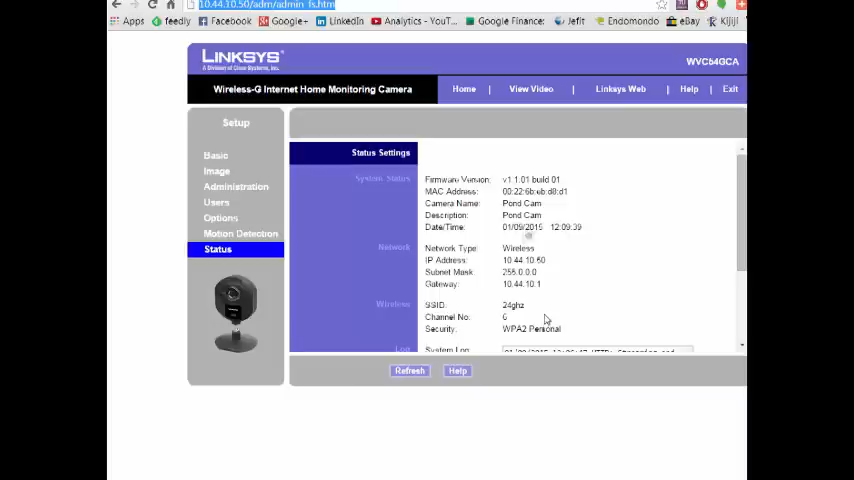 10.44.10.50/adm/admin_fs.htm
Apps feedly Facebook Google+ LinkedIn Analytics - YouT... Google Finance: Jefit Endomondo eBay Kijiji
LINKSYS®
A Division of Cisco Systems, Inc.
WVC54GCA
Wireless-G Internet Home Monitoring Camera
Home | View Video | Linksys Web | Help | Exit
Setup
Basic
Image
Administration
Users
Options
Motion Detection
Status
Status Settings
System Status
Firmware Version: v1.1.01 build 01
MAC Address: 00:22:6b:eb:d8:d1
Camera Name: Pond Cam
Description: Pond Cam
Date/Time: 01/09/2015 12:09:39
Network
Network Type: Wireless
IP Address: 10.44.10.50
Subnet Mask: 255.0.0.0
Gateway: 10.44.10.1
Wireless
SSID: 24ghz
Channel No: 6
Security: WPA2 Personal
Log
System Log:
Refresh Help